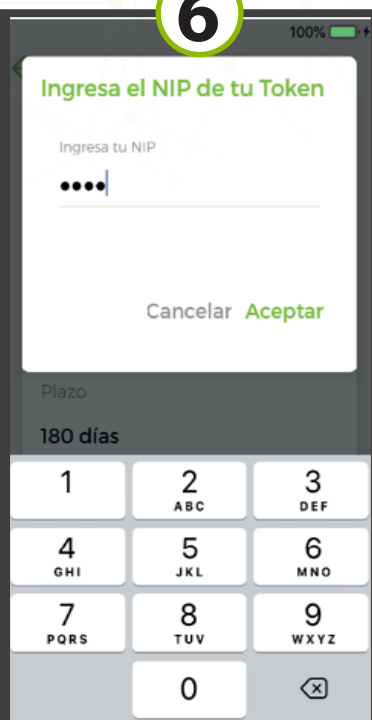 6
100%
Ingresa el NIP de tu Token
Ingresa tu NIP
••••
Cancelar Aceptar
Plazo
180 días
1 2 3
ABC DEF
4 5 6
GHI JKL MNO
7 8 9
PQRS TUV WXYZ
0